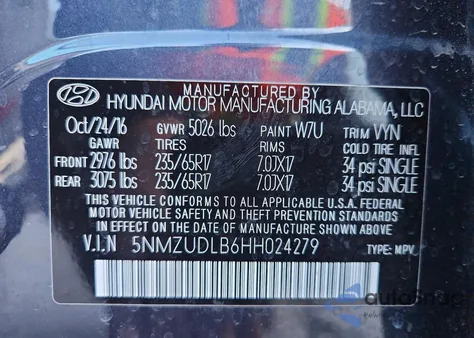 MANUFACTURED BY
HYUNDAI MOTOR MANUFACTURING ALABAMA, LLC
Oct/24/16 GVWR 5026 lbs PAINT W7U TRIM VYN
GAWR TIRES RIMS COLD TIRE INFL
FRONT 2976 lbs 235/65R17 7.0JX17 34 psi SINGLE
REAR 3075 lbs 235/65R17 7.0JX17 34 psi SINGLE
THIS VEHICLE CONFORMS TO ALL APPLICABLE U.S.A. FEDERAL
MOTOR VEHICLE SAFETY AND THEFT PREVENTION STANDARDS
IN EFFECT ON THE DATE OF MANUFACTURE SHOWN ABOVE.
V.I.N 5NMZUDLB6HH024279 TYPE: MPV
autoSnap